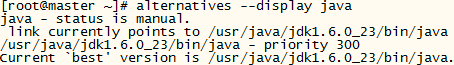 [root@master ~]# alternatives --display java
java - status is manual.
 link currently points to /usr/java/jdk1.6.0_23/bin/java
/usr/java/jdk1.6.0_23/bin/java - priority 300
Current `best' version is /usr/java/jdk1.6.0_23/bin/java.